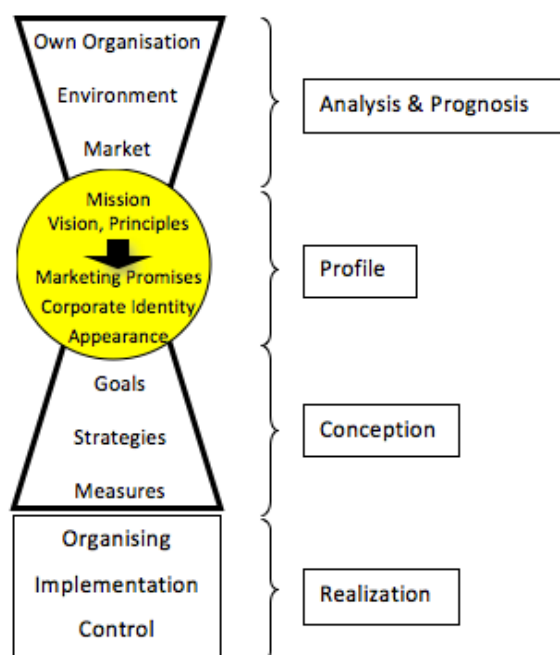 Own Organisation
Environment
Market
Analysis & Prognosis
Mission
Vision, Principles
Marketing Promises
Corporate Identity
Appearance
Profile
Goals
Strategies
Measures
Conception
Organising
Implementation
Control
Realization